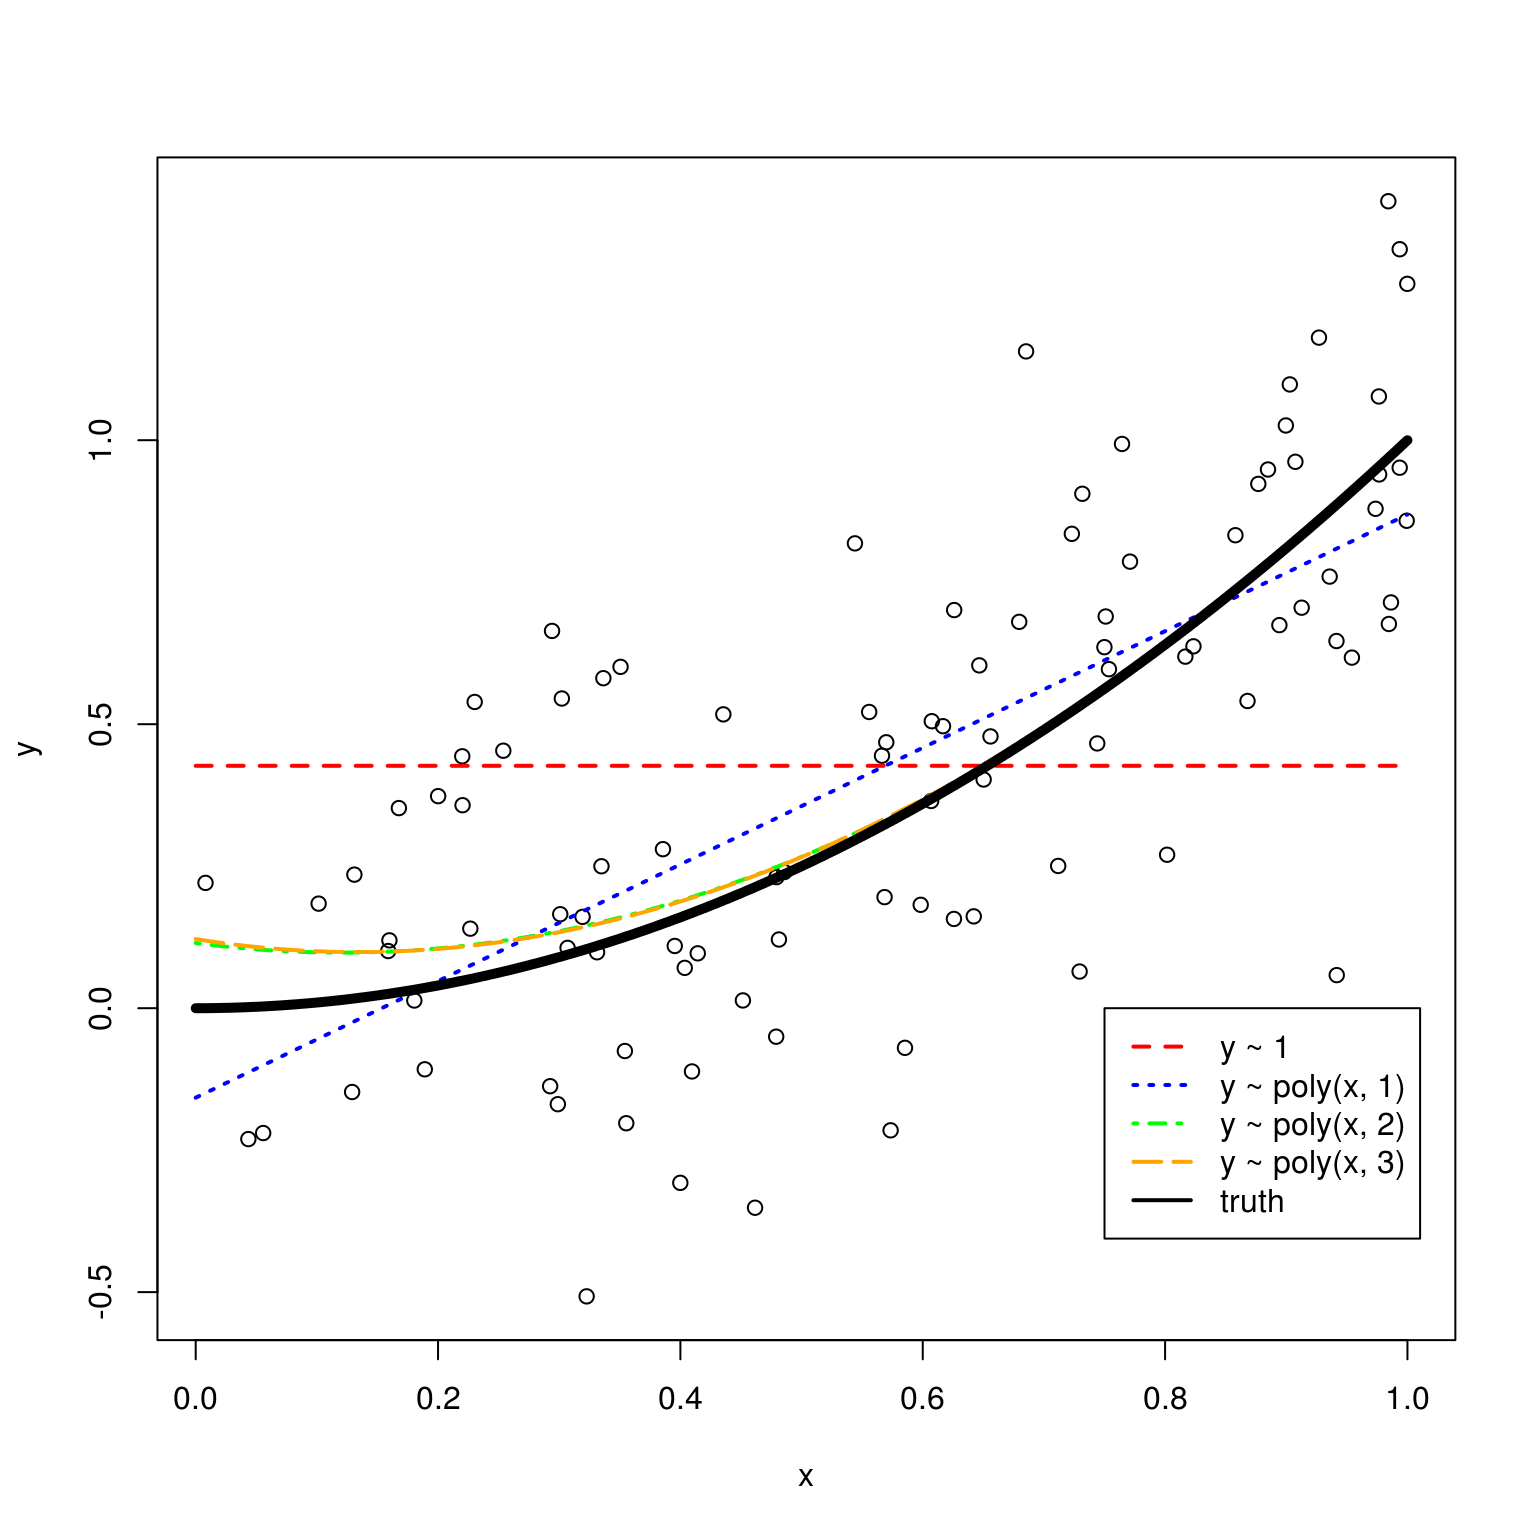 y
1.0
0.5
0.0
-0.5
y ~ 1
y ~ poly(x, 1)
y ~ poly(x, 2)
y ~ poly(x, 3)
truth
0.0 0.2 0.4 0.6 0.8 1.0
x